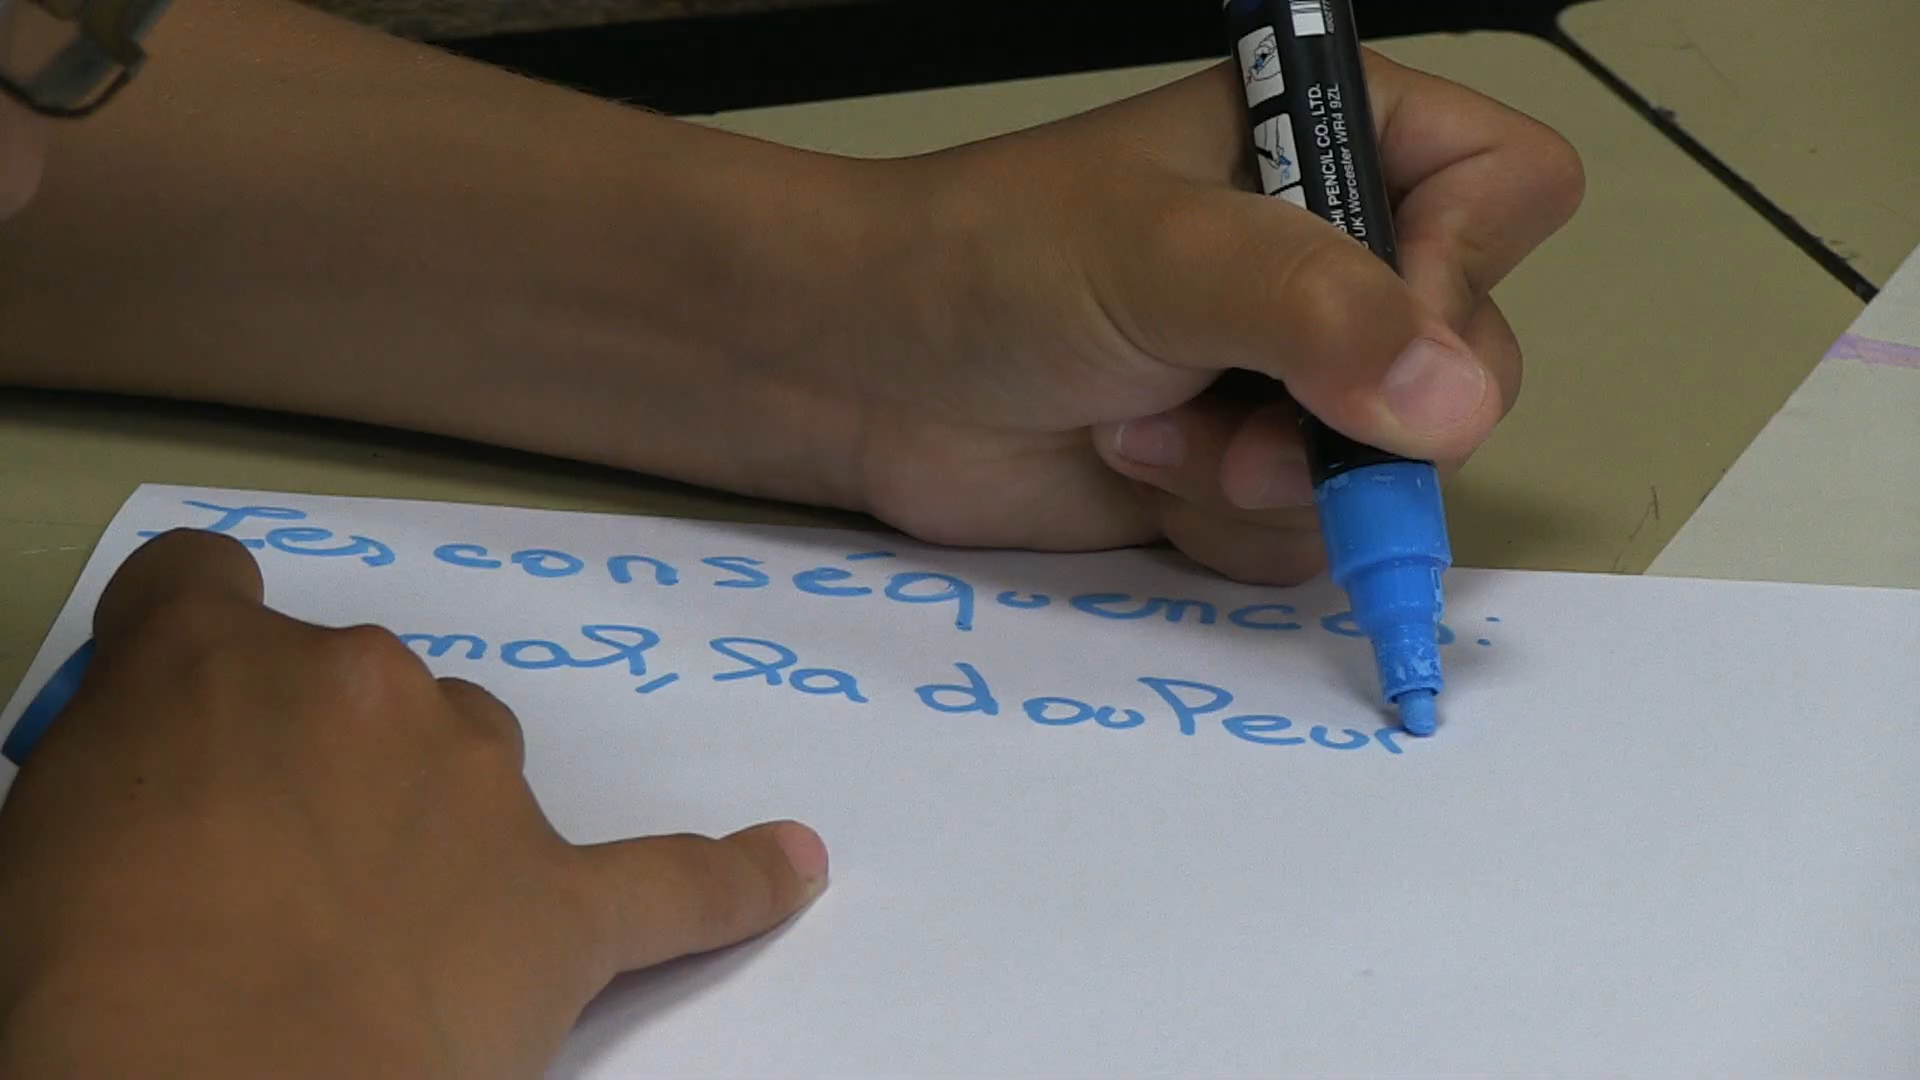 Les conséquences:
mal, la douleur
SHI PENCIL CO., LTD.
UK Worcester WR4 9ZL